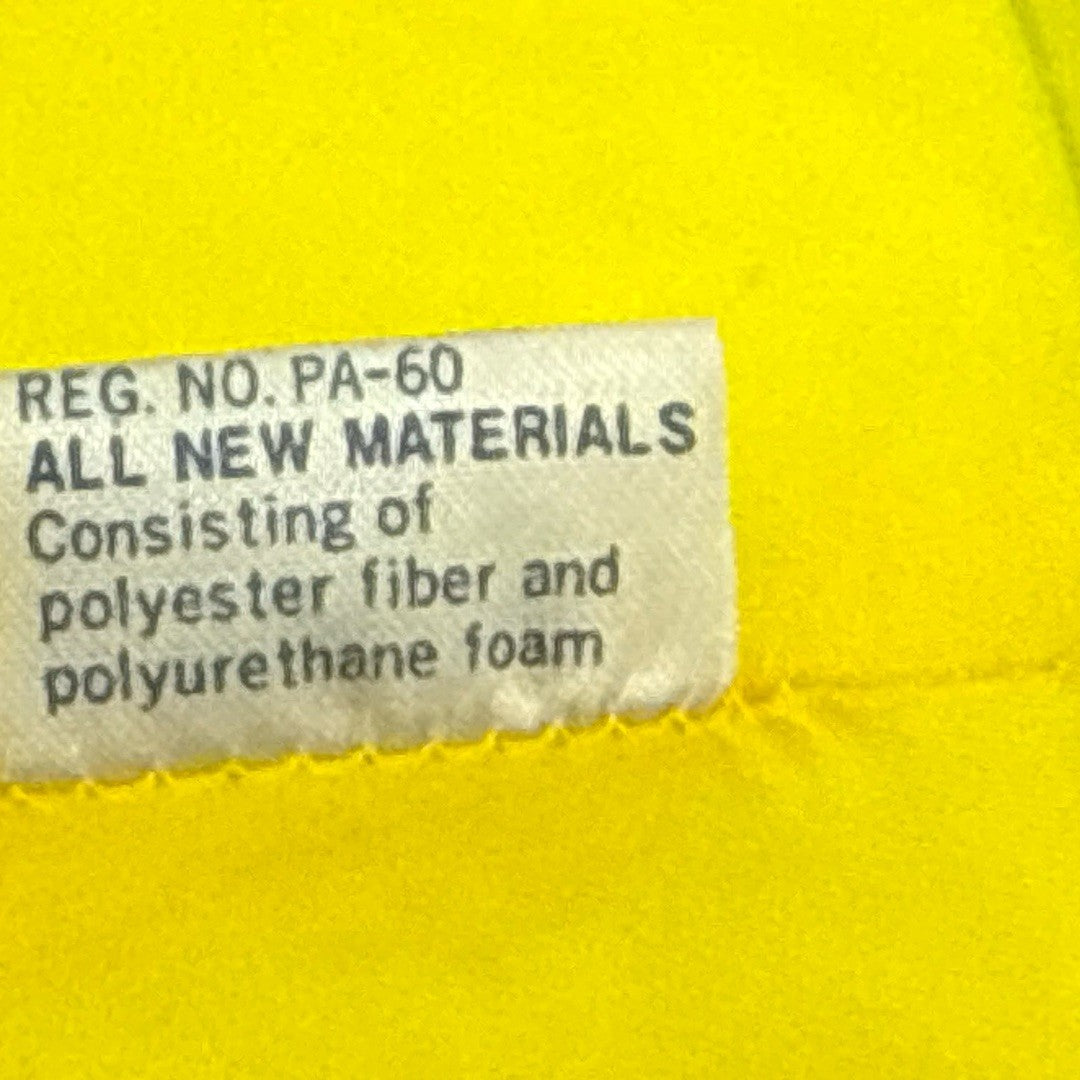 REG. NO. PA-60
ALL NEW MATERIALS
Consisting of
polyester fiber and
polyurethane foam